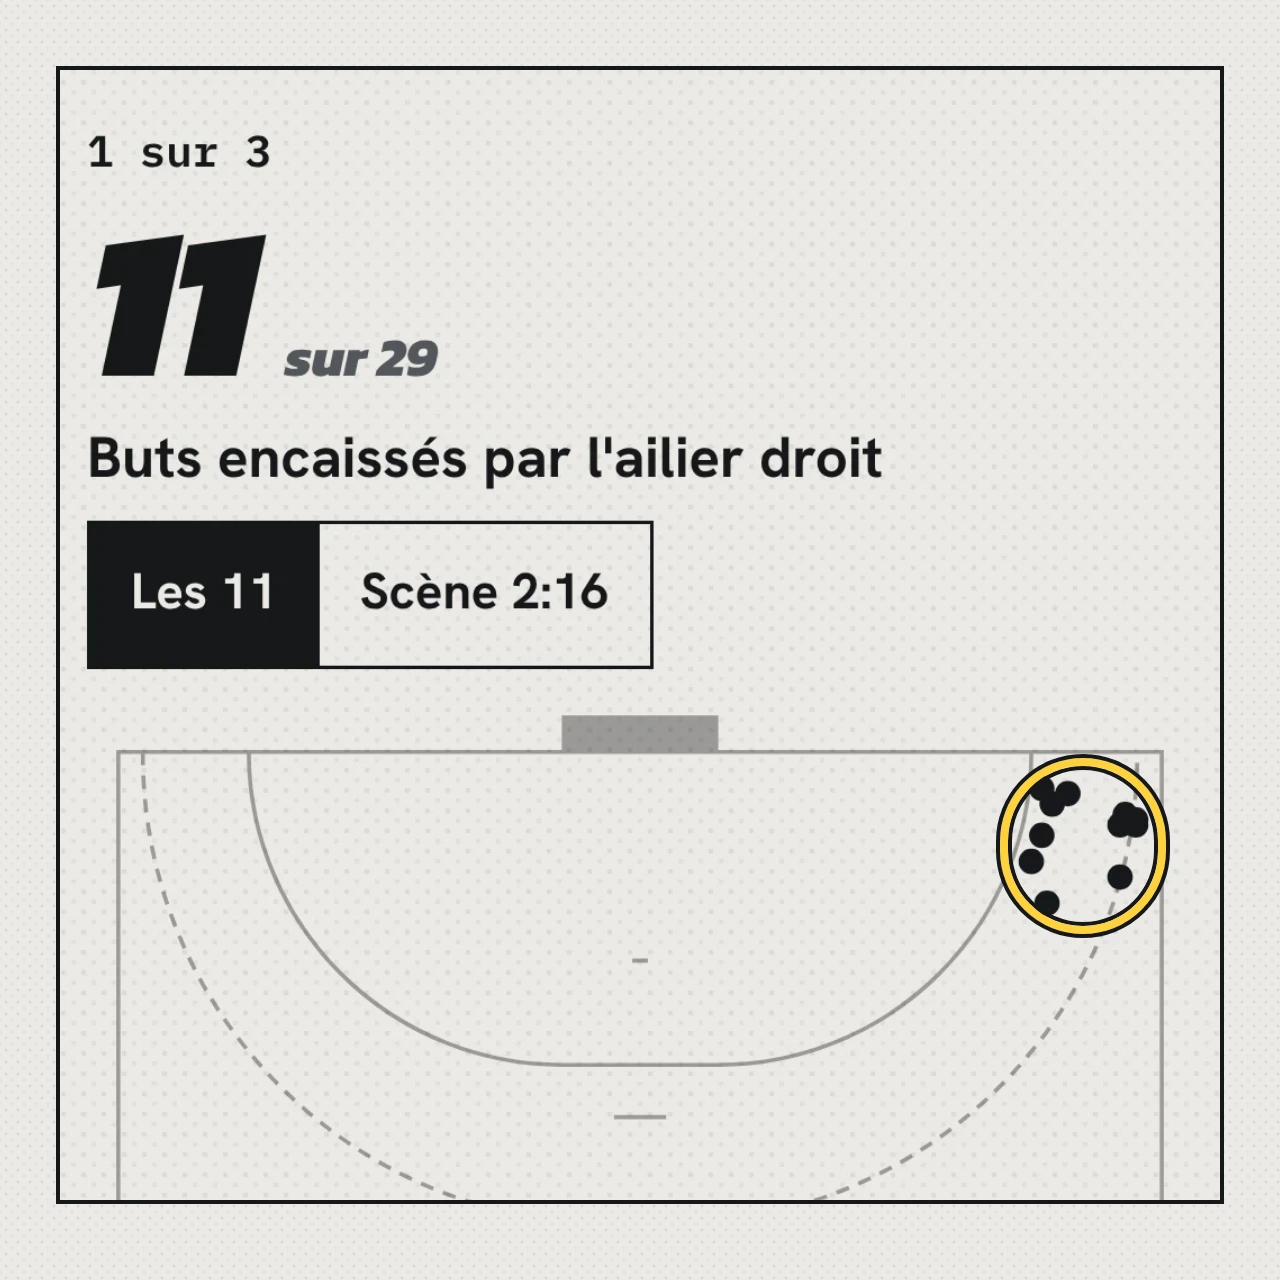 1 sur 3
11 sur 29
Buts encaissés par l'ailier droit
Les 11
Scène 2:16